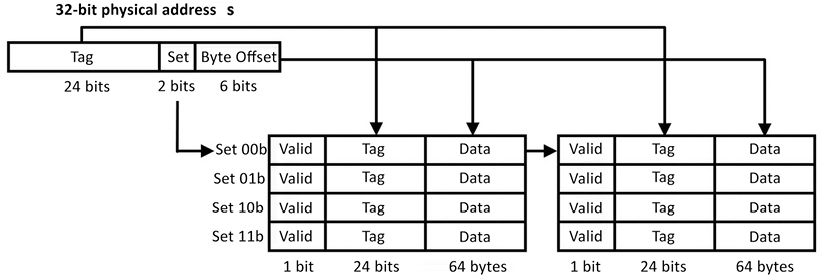 32-bit physical address s
Tag Set Byte Offset
24 bits 2 bits 6 bits
Set 00b Valid Tag Data Valid Tag Data
Set 01b Valid Tag Data Valid Tag Data
Set 10b Valid Tag Data Valid Tag Data
Set 11b Valid Tag Data Valid Tag Data
1 bit 24 bits 64 bytes 1 bit 24 bits 64 bytes